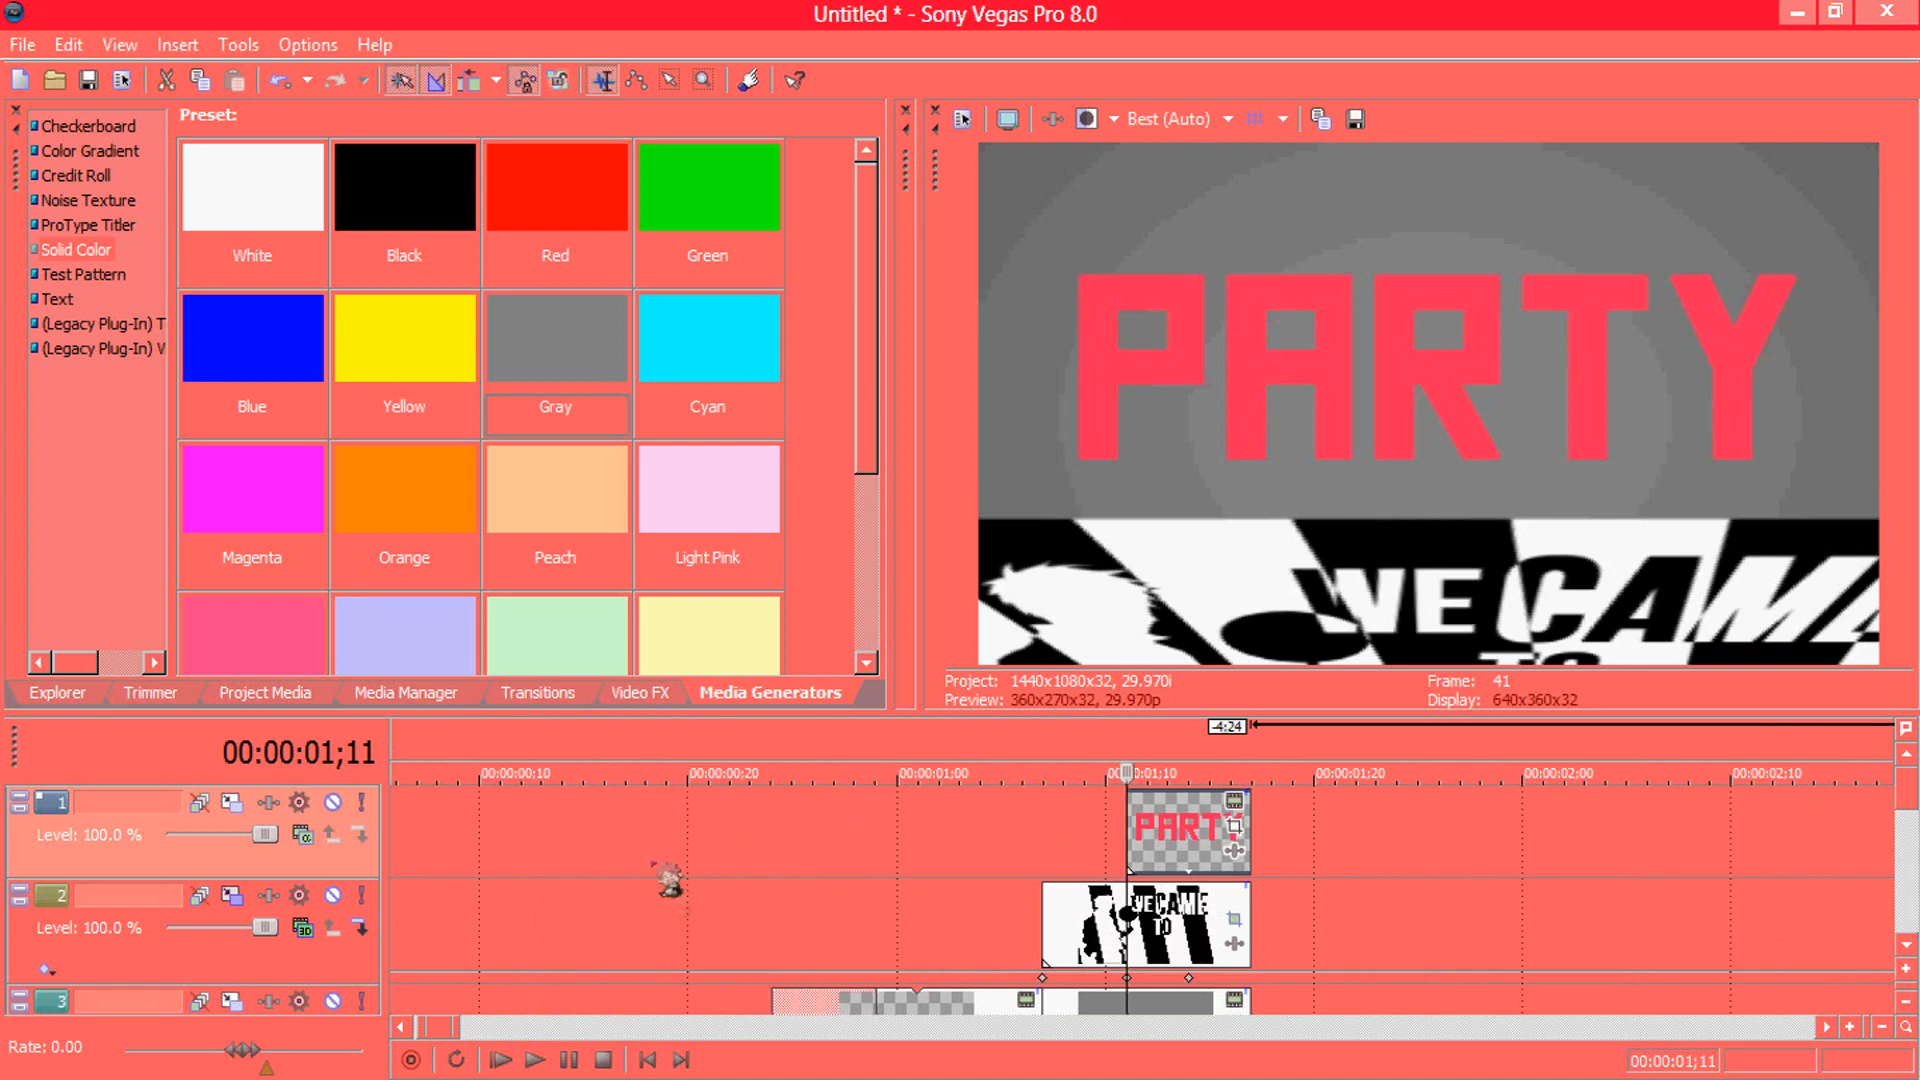 Untitled * - Sony Vegas Pro 8.0
File Edit View Insert Tools Options Help
Best (Auto)
Checkerboard
Color Gradient
Credit Roll
Noise Texture
ProType Titler
Solid Color
Test Pattern
Text
(Legacy Plug-In) T
(Legacy Plug-In) V
Preset:
White Black Red Green
Blue Yellow Gray Cyan
Magenta Orange Peach Light Pink
PARTY
WE CAME
TO
Project: 1440x1080x32, 29.970i
Frame: 41
Preview: 360x270x32, 29.970p
Display: 640x360x32
Explorer Trimmer Project Media Media Manager Transitions Video FX Media Generators
-4:24
00:00:01;11
00:00:00;10 00:00:00;20 00:00:01;00 00:00:01:10 00:00:01;20 00:00:02;00 00:00:02;10
1
Level: 100.0 %
PARTY
2
Level: 100.0 %
WE CAME
TO
3
Rate: 0.00
00:00:01;11